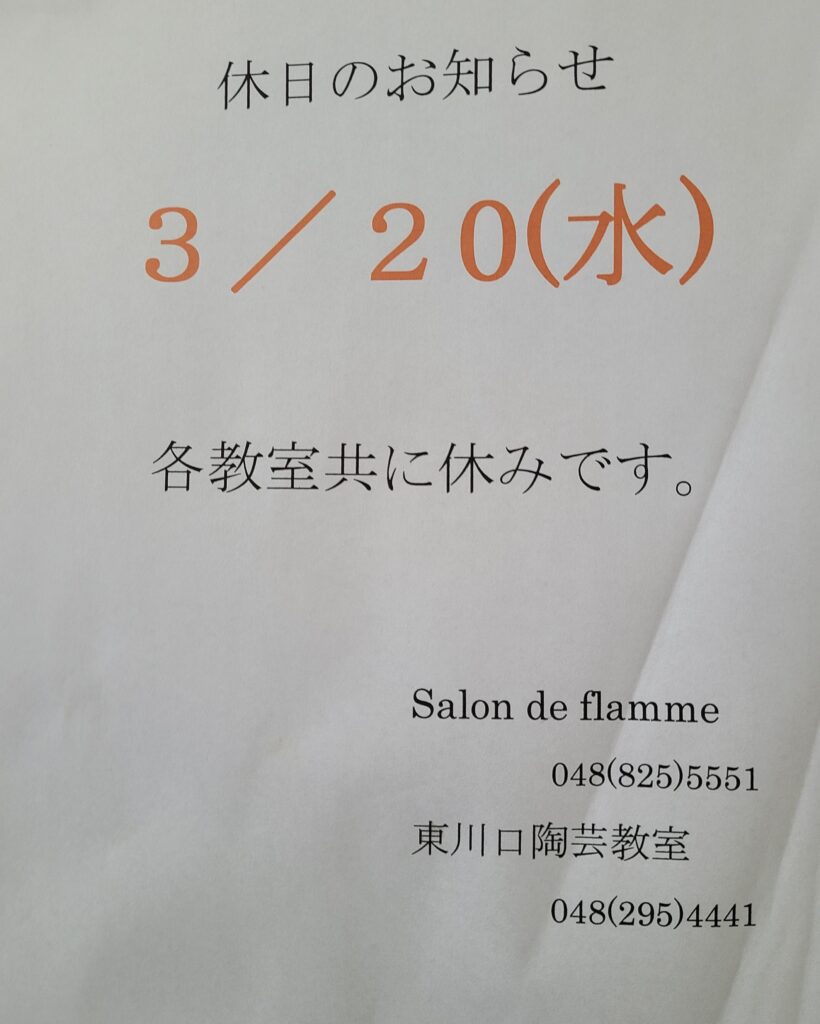 休日のお知らせ
３／２０(水)
各教室共に休みです。
Salon de flamme
048(825)5551
東川口陶芸教室
048(295)4441